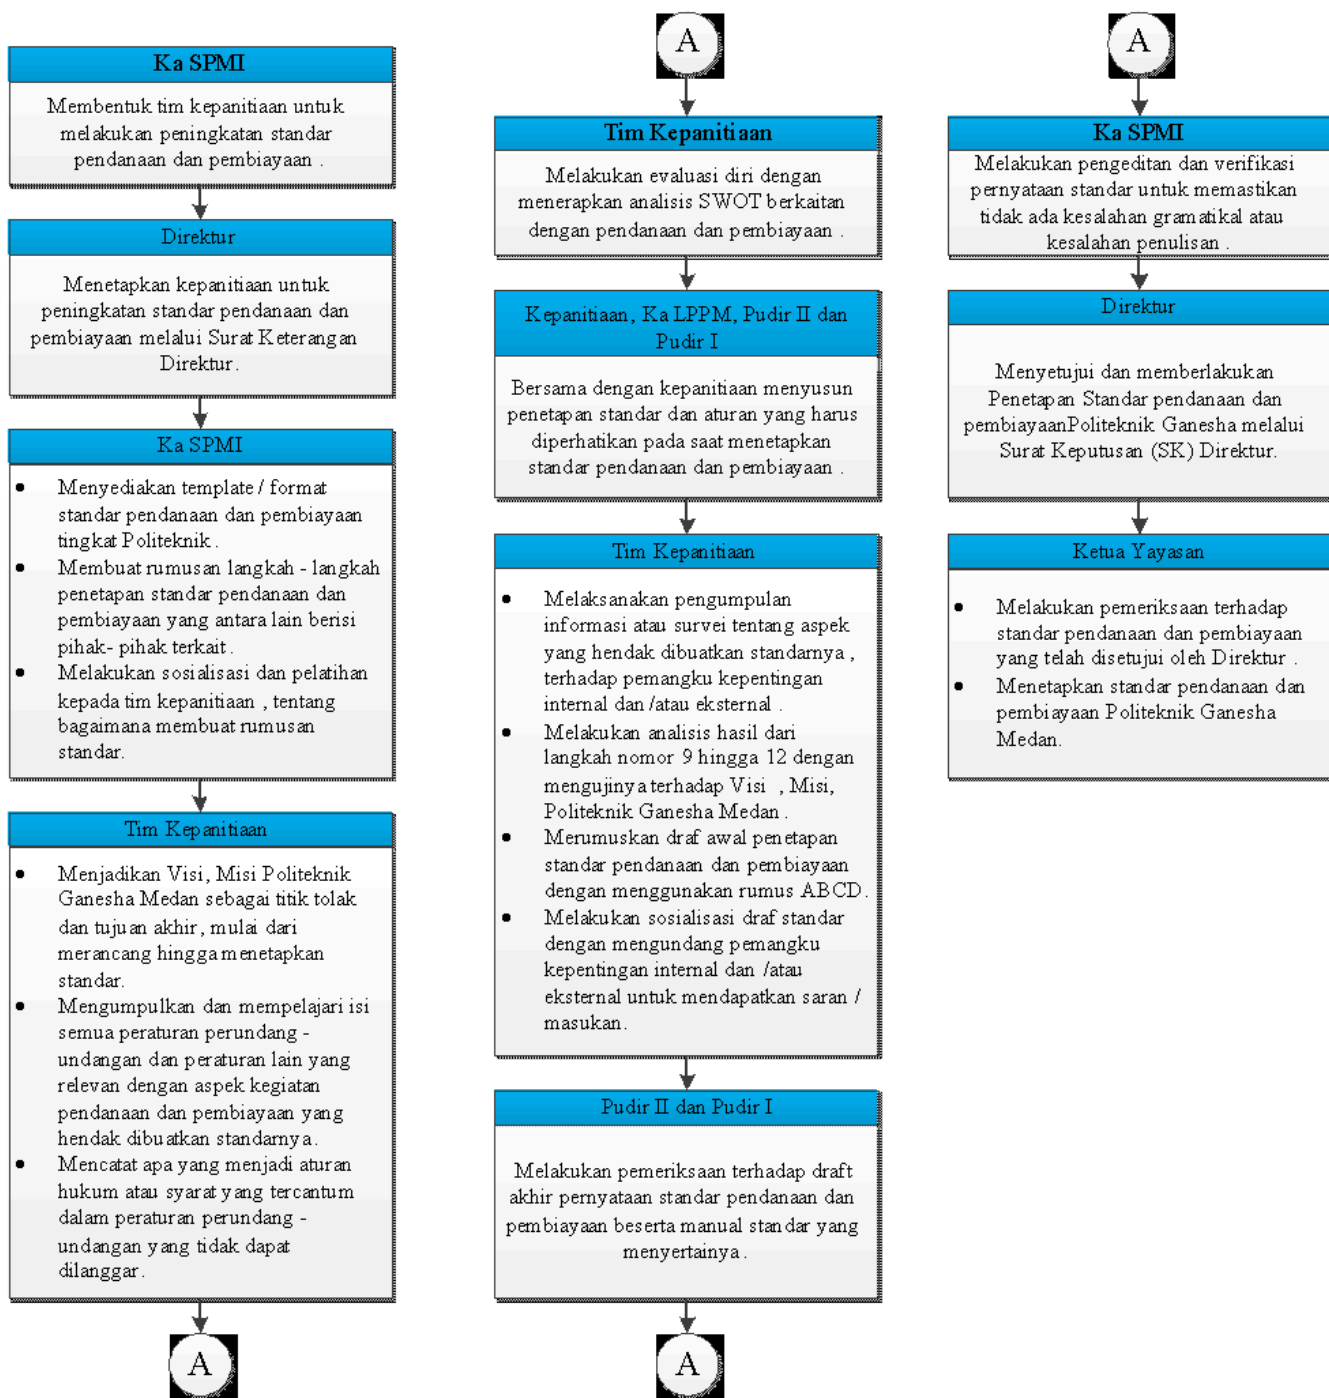 Ka SPMI
Membentuk tim kepanitiaan untuk
melakukan peningkatan standar
pendanaan dan pembiayaan .
Direktur
Menetapkan kepanitiaan untuk
peningkatan standar pendanaan dan
pembiayaan melalui Surat Keterangan
Direktur.
Ka SPMI
• Menyediakan template / format
standar pendanaan dan pembiayaan
tingkat Politeknik .
• Membuat rumusan langkah - langkah
penetapan standar pendanaan dan
pembiayaan yang antara lain berisi
pihak- pihak terkait .
• Melakukan sosialisasi dan pelatihan
kepada tim kepanitiaan , tentang
bagaimana membuat rumusan
standar.
Tim Kepanitiaan
• Menjadikan Visi, Misi Politeknik
Ganesha Medan sebagai titik tolak
dan tujuan akhir, mulai dari
merancang hingga menetapkan
standar.
• Mengumpulkan dan mempelajari isi
semua peraturan perundang -
undangan dan peraturan lain yang
relevan dengan aspek kegiatan
pendanaan dan pembiayaan yang
hendak dibuatkan standarnya.
• Mencatat apa yang menjadi aturan
hukum atau syarat yang tercantum
dalam peraturan perundang -
undangan yang tidak dapat
dilanggar.
A
A
Tim Kepanitiaan
Melakukan evaluasi diri dengan
menerapkan analisis SWOT berkaitan
dengan pendanaan dan pembiayaan .
Kepanitiaan, Ka LPPM, Pudir II dan
Pudir I
Bersama dengan kepanitiaan menyusun
penetapan standar dan aturan yang harus
diperhatikan pada saat menetapkan
standar pendanaan dan pembiayaan .
Tim Kepanitiaan
• Melaksanakan pengumpulan
informasi atau survei tentang aspek
yang hendak dibuatkan standarnya ,
terhadap pemangku kepentingan
internal dan /atau eksternal .
• Melakukan analisis hasil dari
langkah nomor 9 hingga 12 dengan
mengujinya terhadap Visi , Misi,
Politeknik Ganesha Medan .
• Merumuskan draf awal penetapan
standar pendanaan dan pembiayaan
dengan menggunakan rumus ABCD.
• Melakukan sosialisasi draf standar
dengan mengundang pemangku
kepentingan internal dan /atau
eksternal untuk mendapatkan saran /
masukan.
Pudir II dan Pudir I
Melakukan pemeriksaan terhadap draft
akhir pernyataan standar pendanaan dan
pembiayaan beserta manual standar yang
menyertainya .
A
A
Ka SPMI
Melakukan pengeditan dan verifikasi
pernyataan standar untuk memastikan
tidak ada kesalahan gramatikal atau
kesalahan penulisan .
Direktur
Menyetujui dan memberlakukan
Penetapan Standar pendanaan dan
pembiayaanPoliteknik Ganesha melalui
Surat Keputusan (SK) Direktur.
Ketua Yayasan
• Melakukan pemeriksaan terhadap
standar pendanaan dan pembiayaan
yang telah disetujui oleh Direktur .
• Menetapkan standar pendanaan dan
pembiayaan Politeknik Ganesha
Medan.